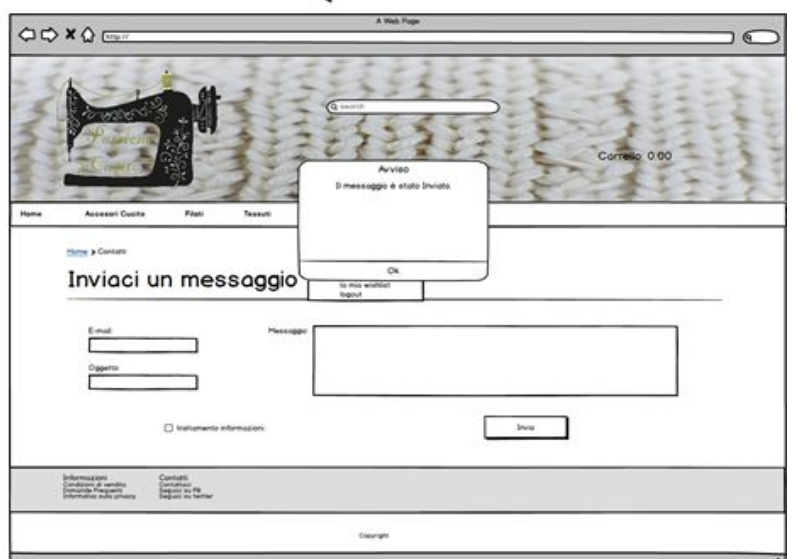 A Web Page
http://
search
Passion
Carrello 0.00
Avviso
Il messaggio è stato Inviato.
Ok
Home Accesori Cucito Filati Tessuti
la mia wishlist
logout
Home Contatti
Inviaci un messaggio
E-mail:
Messaggio:
Oggetto:
trattamento informazioni
Invia
Informazioni
Condizioni di vendita
Domande Frequenti
Informativa sulla privacy
Contatti
Contattaci
Seguici su FB
Seguici su twitter
Copyright